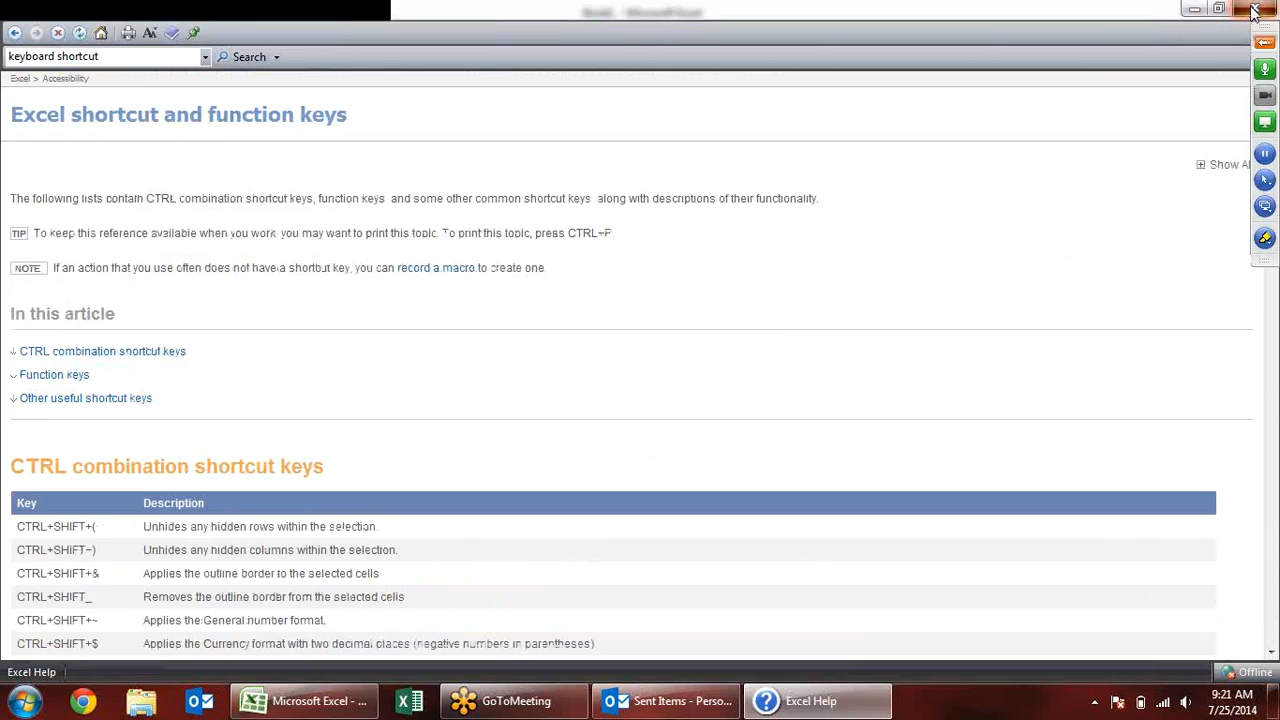 Microsoft Excel
keyboard shortcut
Search
Excel > Accessibility
Excel shortcut and function keys
Show Al
The following lists contain CTRL combination shortcut keys, function keys and some other common shortcut keys along with descriptions of their functionality.
TIP To keep this reference available when you work, you may want to print this topic. To print this topic, press CTRL+P
NOTE If an action that you use often does not have a shortcut key, you can record a macro to create one
In this article
CTRL combination shortcut keys
Function keys
Other useful shortcut keys
CTRL combination shortcut keys
Key Description
CTRL+SHIFT+( Unhides any hidden rows within the selection.
CTRL+SHIFT+) Unhides any hidden columns within the selection.
CTRL+SHIFT+& Applies the outline border to the selected cells
CTRL+SHIFT_ Removes the outline border from the selected cells
CTRL+SHIFT+~ Applies the General number format.
CTRL+SHIFT+$ Applies the Currency format with two decimal places (negative numbers in parentheses).
Excel Help
Offline
Microsoft Excel - ...
GoToMeeting
Sent Items - Perso...
Excel Help
9:21 AM
7/25/2014